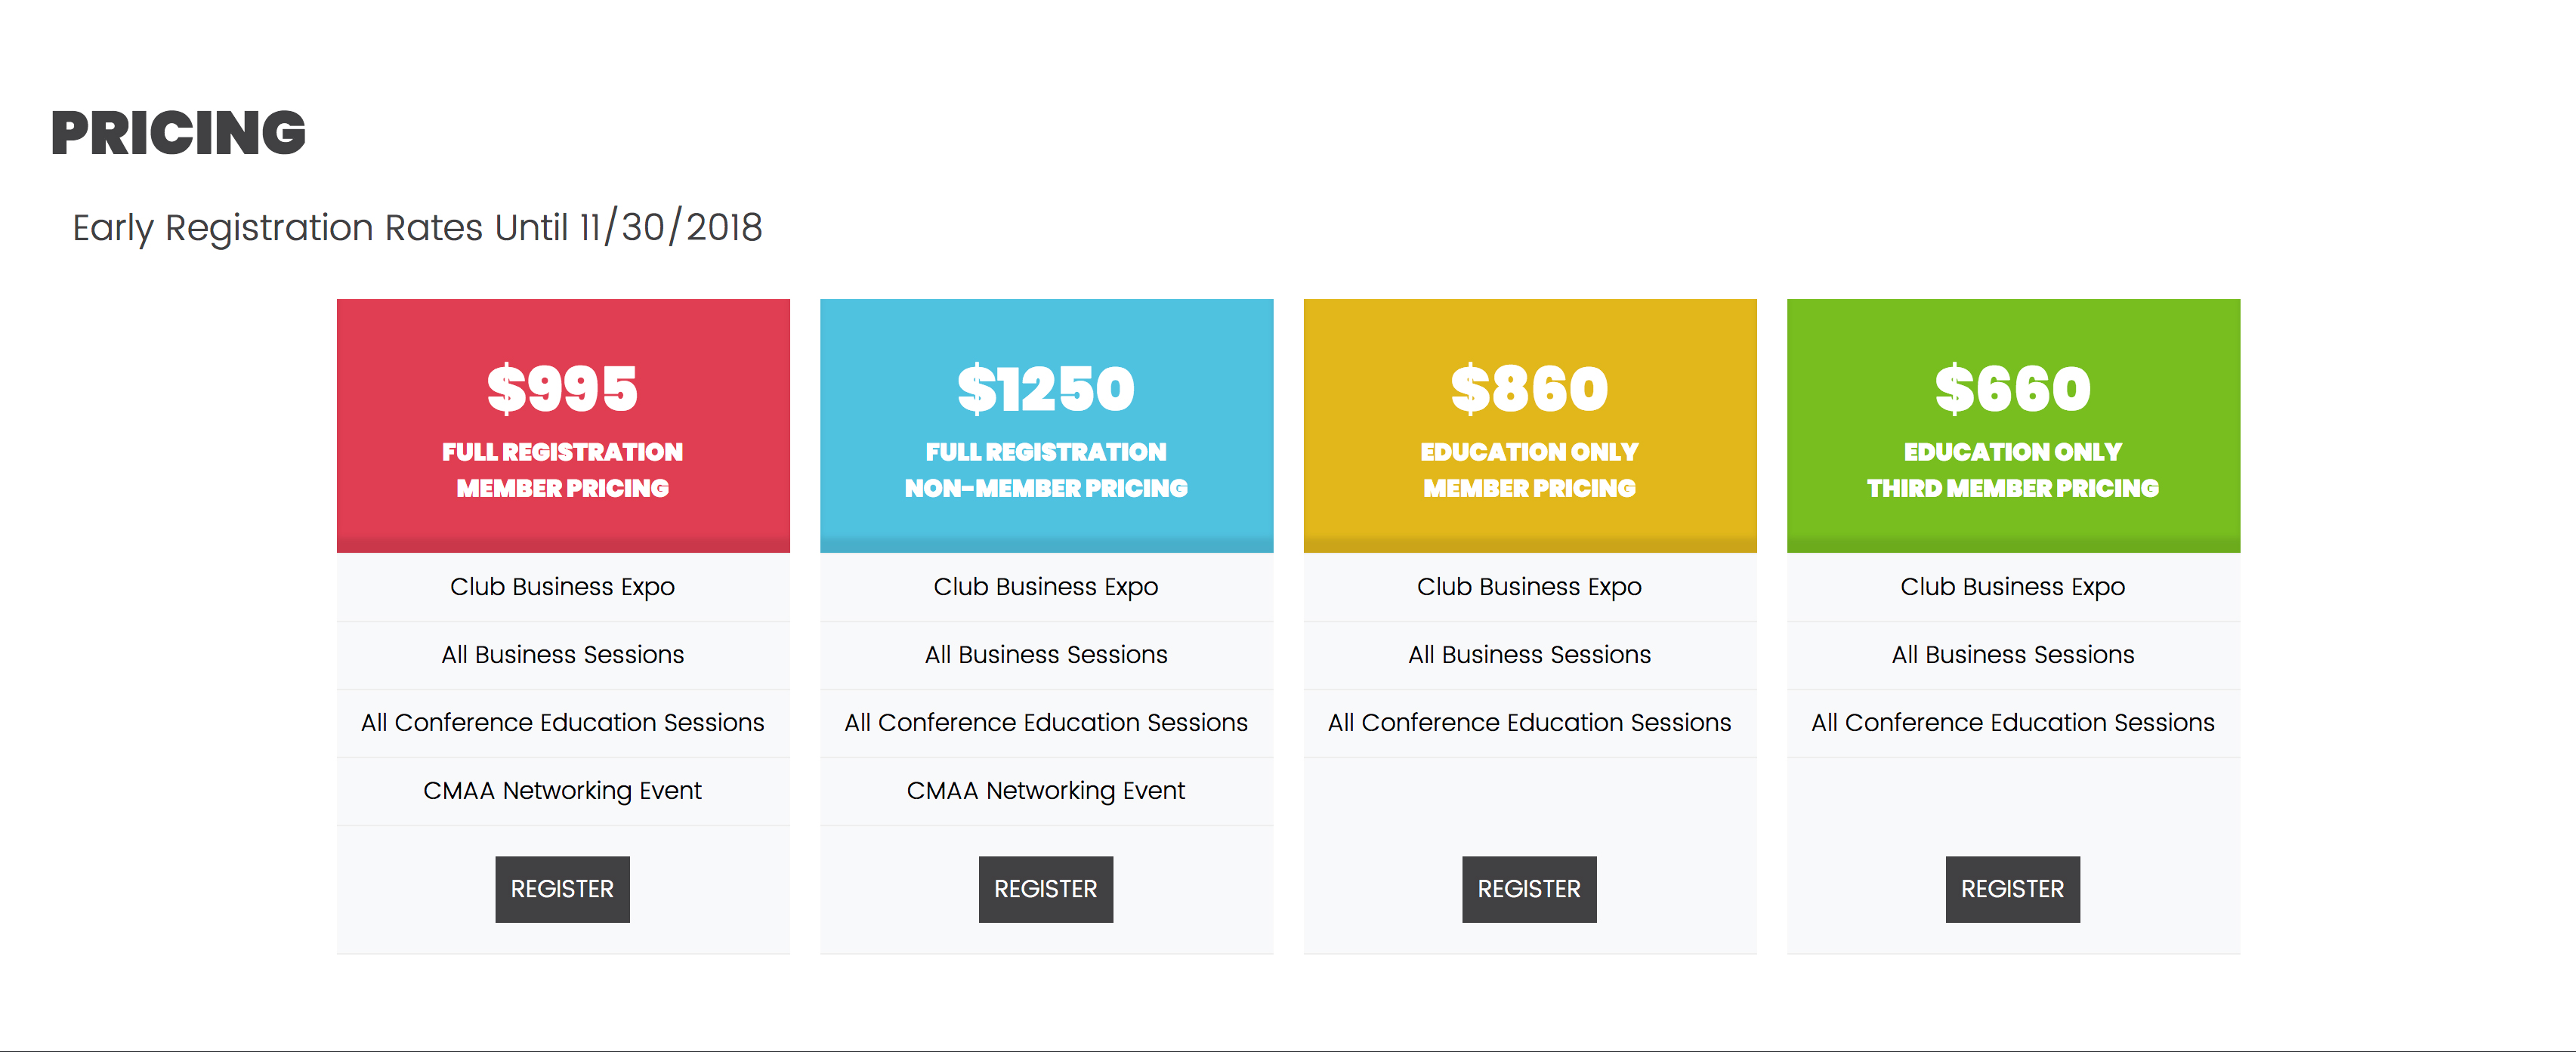 PRICING
Early Registration Rates Until 11/30/2018
$995
FULL REGISTRATION
MEMBER PRICING
Club Business Expo
All Business Sessions
All Conference Education Sessions
CMAA Networking Event
REGISTER
$1250
FULL REGISTRATION
NON-MEMBER PRICING
Club Business Expo
All Business Sessions
All Conference Education Sessions
CMAA Networking Event
REGISTER
$860
EDUCATION ONLY
MEMBER PRICING
Club Business Expo
All Business Sessions
All Conference Education Sessions
REGISTER
$660
EDUCATION ONLY
THIRD MEMBER PRICING
Club Business Expo
All Business Sessions
All Conference Education Sessions
REGISTER